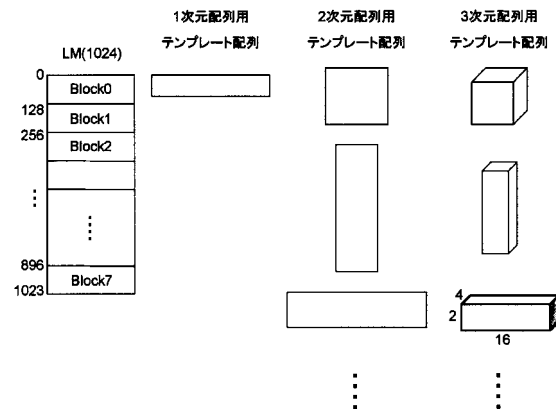 1次元配列用
テンプレート配列
2次元配列用
テンプレート配列
3次元配列用
テンプレート配列
LM(1024)
0
Block0
128
Block1
256
Block2
896
Block7
1023
4
2
16